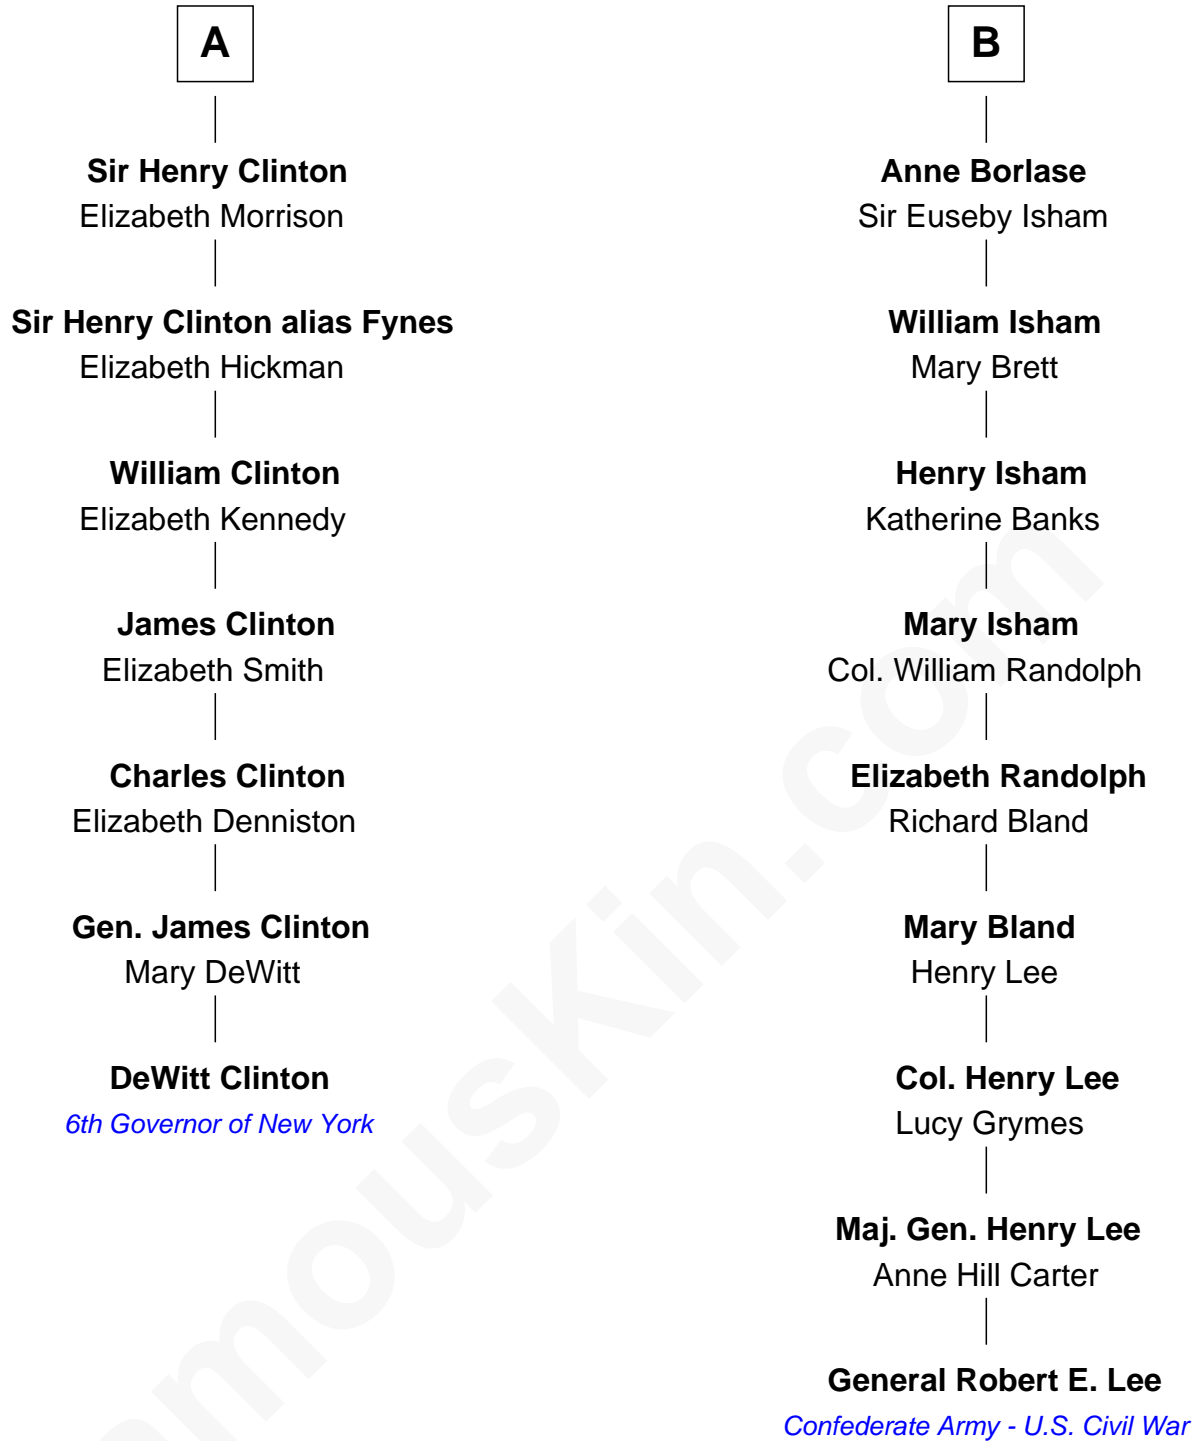 A
Sir Henry Clinton
Elizabeth Morrison
Sir Henry Clinton alias Fynes
Elizabeth Hickman
William Clinton
Elizabeth Kennedy
James Clinton
Elizabeth Smith
Charles Clinton
Elizabeth Denniston
Gen. James Clinton
Mary DeWitt
DeWitt Clinton
6th Governor of New York
B
Anne Borlase
Sir Euseby Isham
William Isham
Mary Brett
Henry Isham
Katherine Banks
Mary Isham
Col. William Randolph
Elizabeth Randolph
Richard Bland
Mary Bland
Henry Lee
Col. Henry Lee
Lucy Grymes
Maj. Gen. Henry Lee
Anne Hill Carter
General Robert E. Lee
Confederate Army - U.S. Civil War
amousKin.com